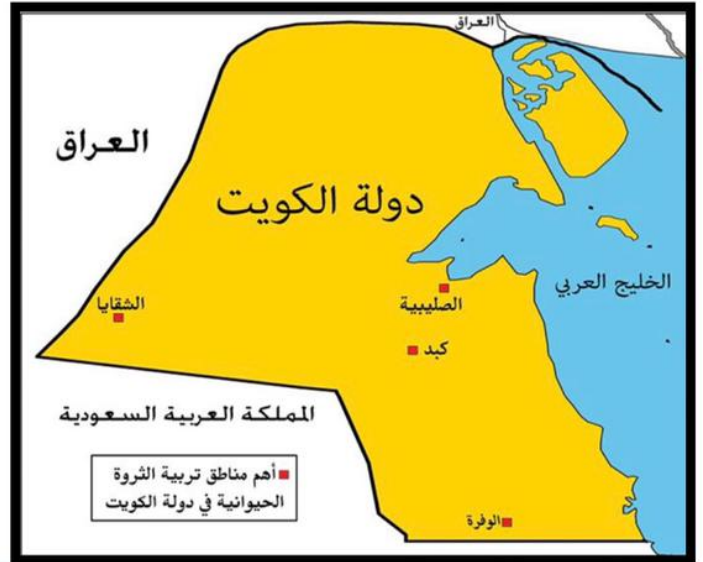 العراق
العراق
دولة الكويت
الخليج العربي
الشقايا
الصليبية
كبد
المملكة العربية السعودية
أهم مناطق تربية الثروة
الحيوانية في دولة الكويت
الوفرة